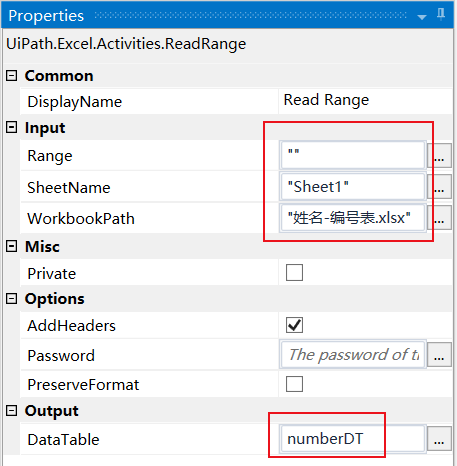 Properties
UiPath.Excel.Activities.ReadRange
Common
DisplayName Read Range
Input
Range "" ...
SheetName "Sheet1" ...
WorkbookPath "姓名-编号表.xlsx" ...
Misc
Private
Options
AddHeaders
Password The password of t ...
PreserveFormat
Output
DataTable numberDT ...